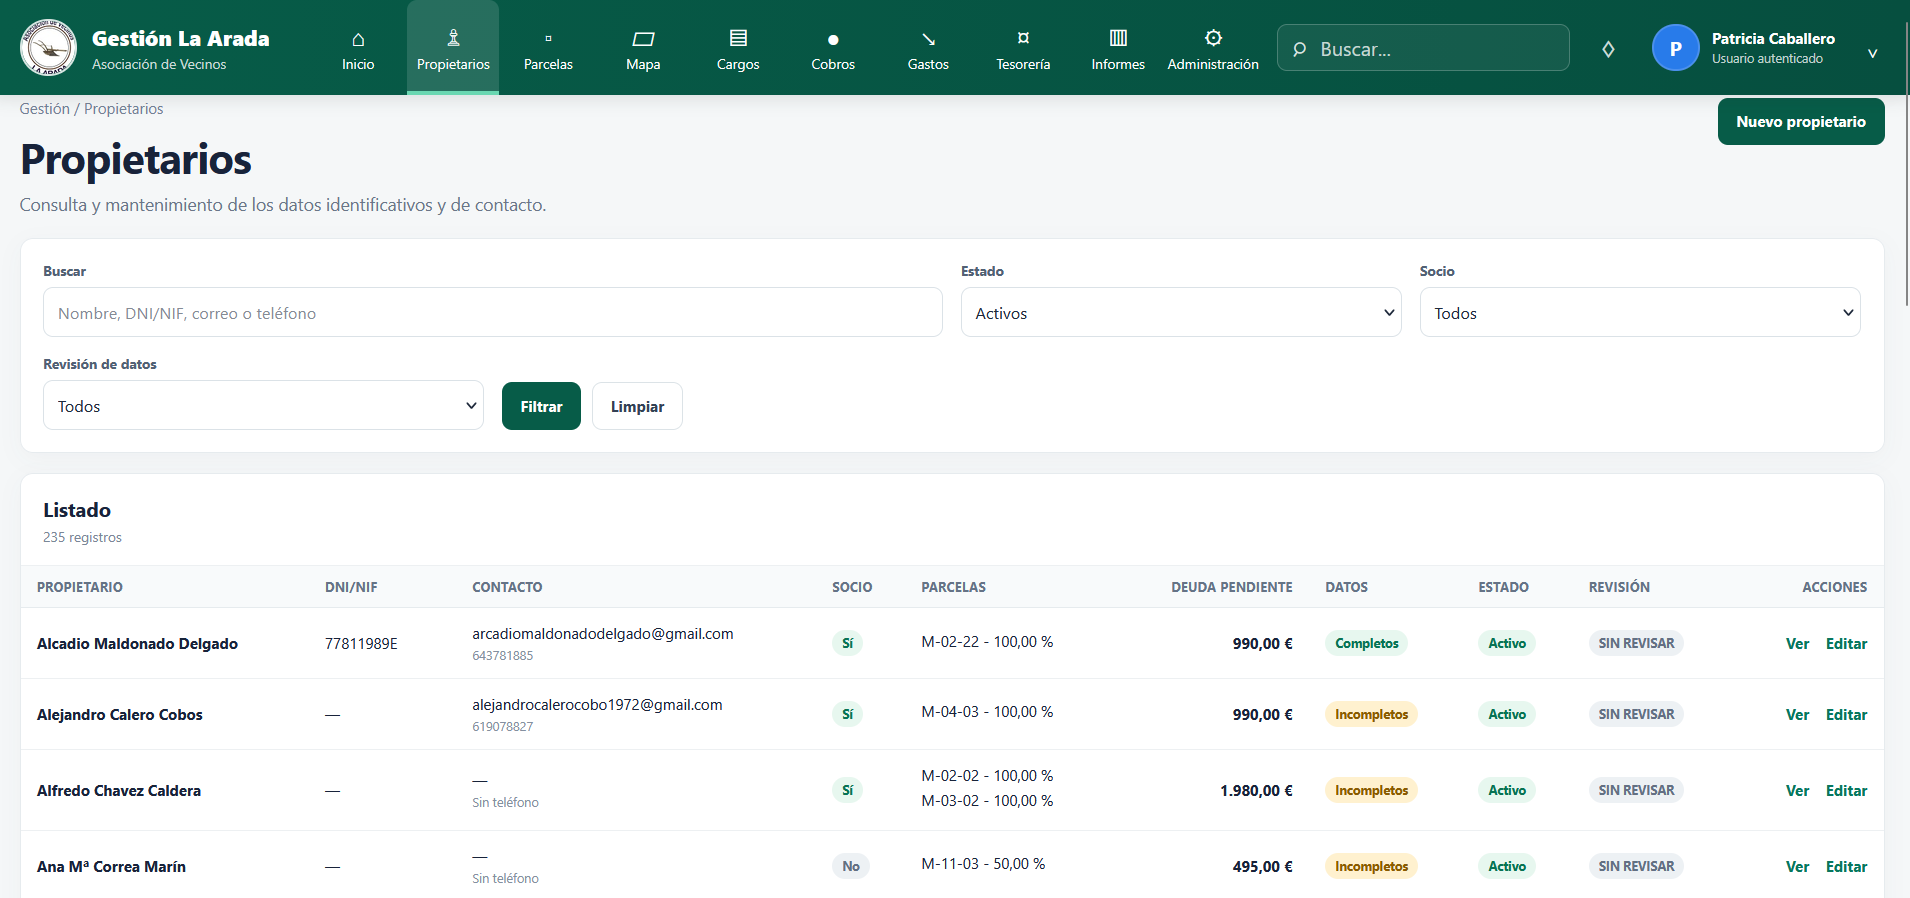 ASOCIACIÓN DE VECINOS
LA ARADA
Gestión La Arada
Asociación de Vecinos
Inicio
Propietarios
Parcelas
Mapa
Cargos
Cobros
Gastos
Tesorería
Informes
Administración
Buscar...
P
Patricia Caballero
Usuario autenticado
Gestión / Propietarios
Nuevo propietario
Propietarios
Consulta y mantenimiento de los datos identificativos y de contacto.
Buscar
Estado
Socio
Nombre, DNI/NIF, correo o teléfono
Activos
Todos
Revisión de datos
Todos
Filtrar
Limpiar
Listado
235 registros
PROPIETARIO DNI/NIF CONTACTO SOCIO PARCELAS DEUDA PENDIENTE DATOS ESTADO REVISIÓN ACCIONES
Alcadio Maldonado Delgado 77811989E arcadiomaldonadodelgado@gmail.com Sí M-02-22 - 100,00 % 990,00 € Completos Activo SIN REVISAR Ver Editar
643781885
Alejandro Calero Cobos — alejandrocalerocobo1972@gmail.com Sí M-04-03 - 100,00 % 990,00 € Incompletos Activo SIN REVISAR Ver Editar
619078827
Alfredo Chavez Caldera — — Sí M-02-02 - 100,00 % 1.980,00 € Incompletos Activo SIN REVISAR Ver Editar
Sin teléfono M-03-02 - 100,00 %
Ana Mª Correa Marín — — No M-11-03 - 50,00 % 495,00 € Incompletos Activo SIN REVISAR Ver Editar
Sin teléfono